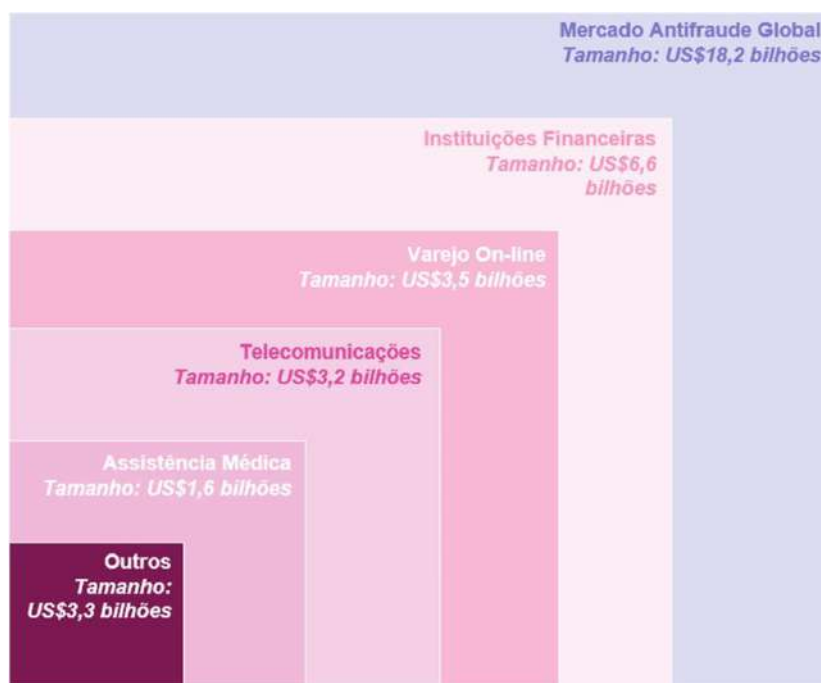 Mercado Antifraude Global
Tamanho: US$18,2 bilhões
Instituições Financeiras
Tamanho: US$6,6
bilhões
Varejo On-line
Tamanho: US$3,5 bilhões
Telecomunicações
Tamanho: US$3,2 bilhões
Assistência Médica
Tamanho: US$1,6 bilhões
Outros
Tamanho:
US$3,3 bilhões